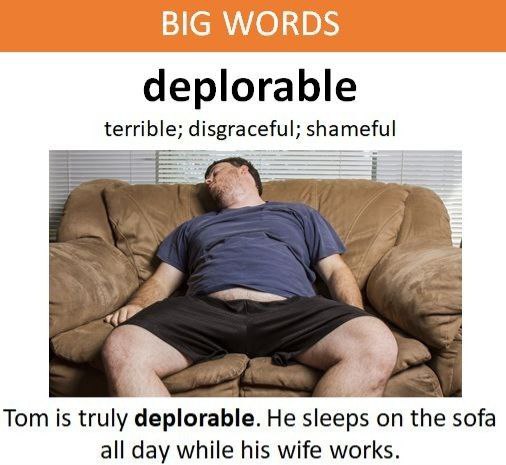 BIG WORDS
deplorable
terrible; disgraceful; shameful
Tom is truly deplorable. He sleeps on the sofa
all day while his wife works.